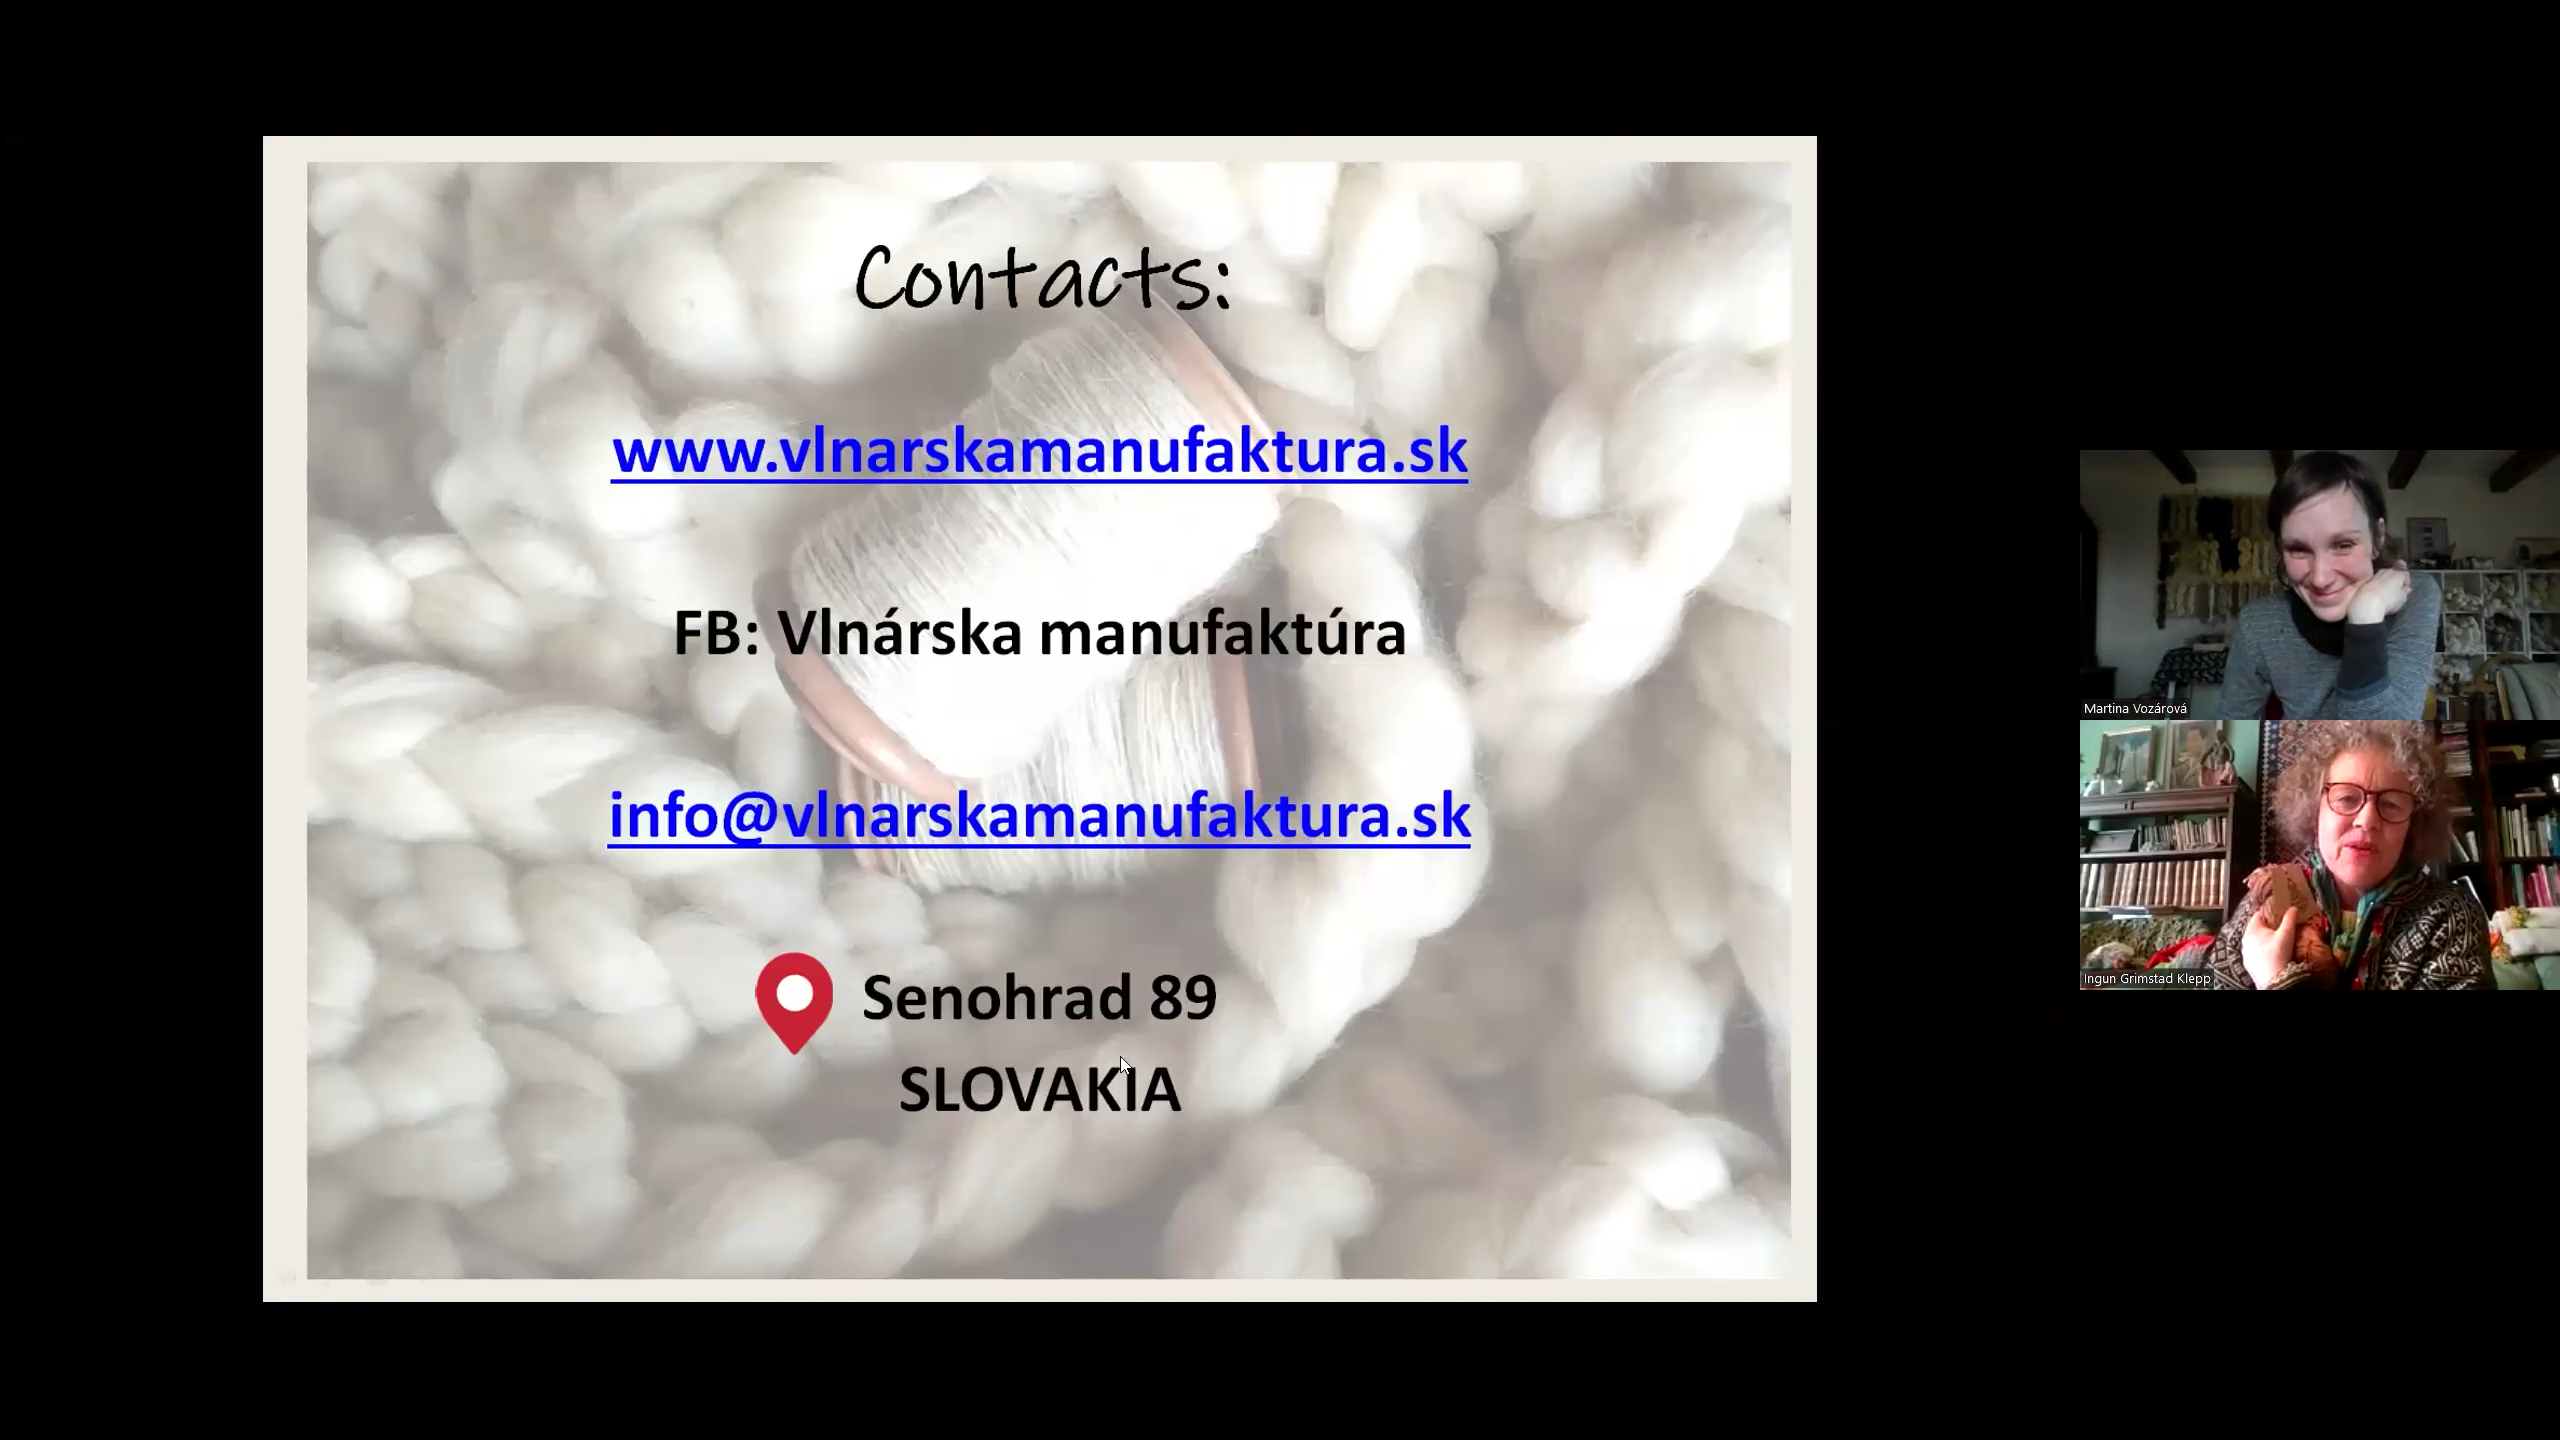 Contacts:
www.vlnarskamanufaktura.sk
FB: Vlnárska manufaktúra
info@vlnarskamanufaktura.sk
Senohrad 89
SLOVAKIA
Martina Vozárová
Ingun Grimstad Klepp